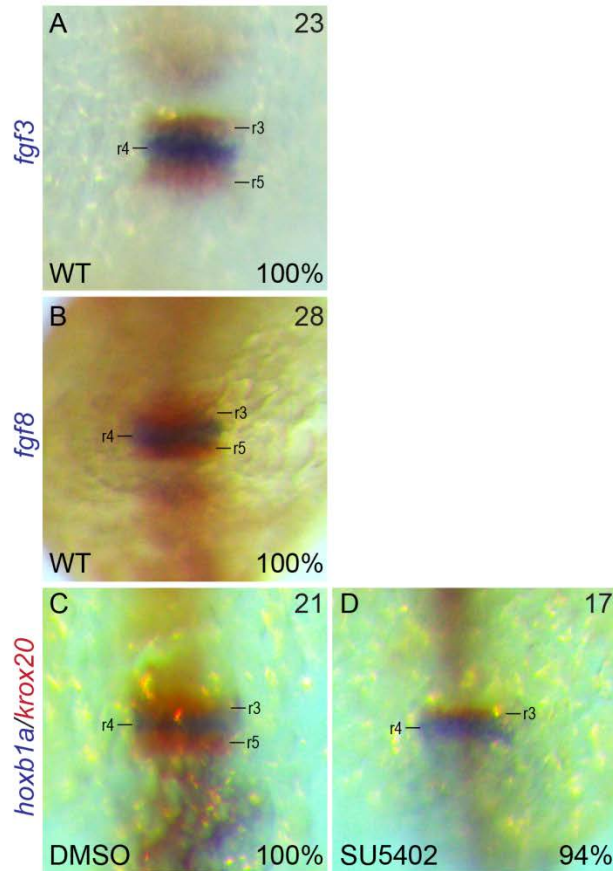 A 23
fgf3
r3
r4
r5
WT 100%
B 28
fgf8
r3
r4
r5
WT 100%
C 21
D 17
hoxb1a/krox20
r3
r4
r5
r3
r4
DMSO 100%
SU5402 94%